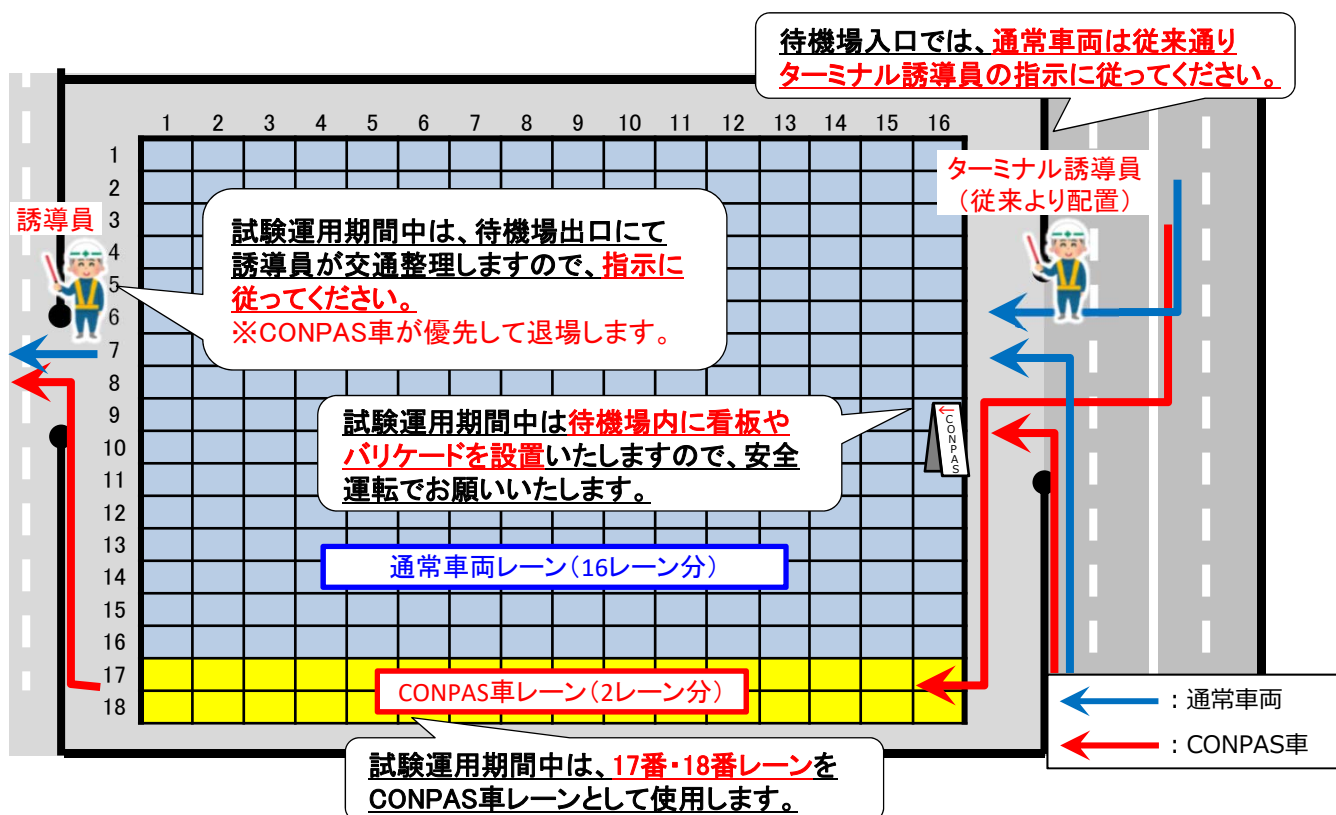 待機場入口では、通常車両は従来通り
ターミナル誘導員の指示に従ってください。
1 2 3 4 5 6 7 8 9 10 11 12 13 14 15 16
1
2
3
4
5
6
7
8
9
10
11
12
13
14
15
16
17
18
誘導員
ターミナル誘導員
（従来より配置）
試験運用期間中は、待機場出口にて
誘導員が交通整理しますので、指示に
従ってください。
※CONPAS車が優先して退場します。
試験運用期間中は待機場内に看板や
バリケードを設置いたしますので、安全
運転でお願いいたします。
←CONPAS
通常車両レーン（16レーン分）
CONPAS車レーン（2レーン分）
試験運用期間中は、17番・18番レーンを
CONPAS車レーンとして使用します。
：通常車両
：CONPAS車